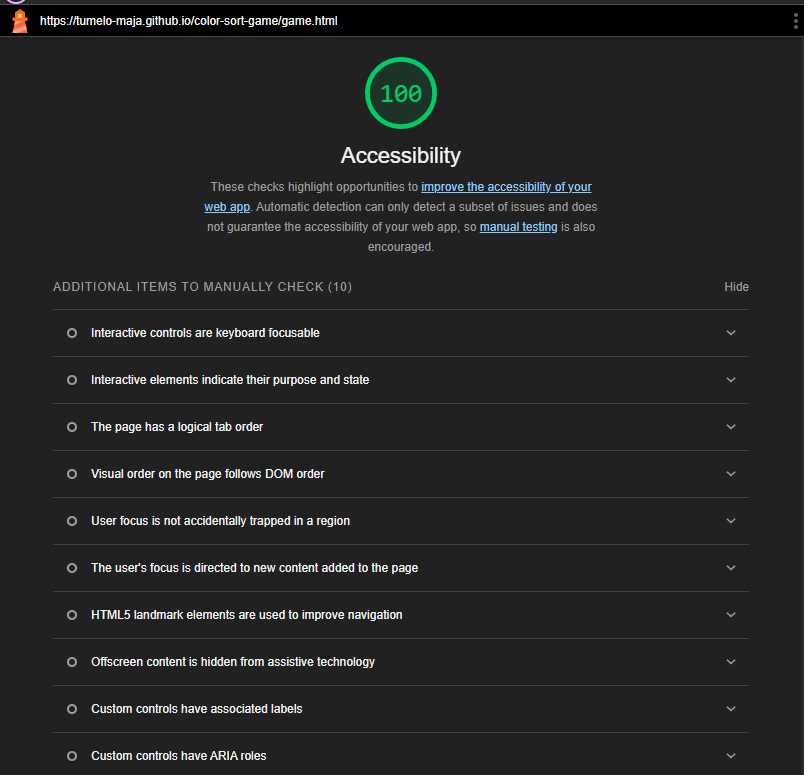 https://tumelo-maja.github.io/color-sort-game/game.html
100
Accessibility
These checks highlight opportunities to improve the accessibility of your
web app. Automatic detection can only detect a subset of issues and does
not guarantee the accessibility of your web app, so manual testing is also
encouraged.
ADDITIONAL ITEMS TO MANUALLY CHECK (10) Hide
Interactive controls are keyboard focusable
Interactive elements indicate their purpose and state
The page has a logical tab order
Visual order on the page follows DOM order
User focus is not accidentally trapped in a region
The user's focus is directed to new content added to the page
HTML5 landmark elements are used to improve navigation
Offscreen content is hidden from assistive technology
Custom controls have associated labels
Custom controls have ARIA roles